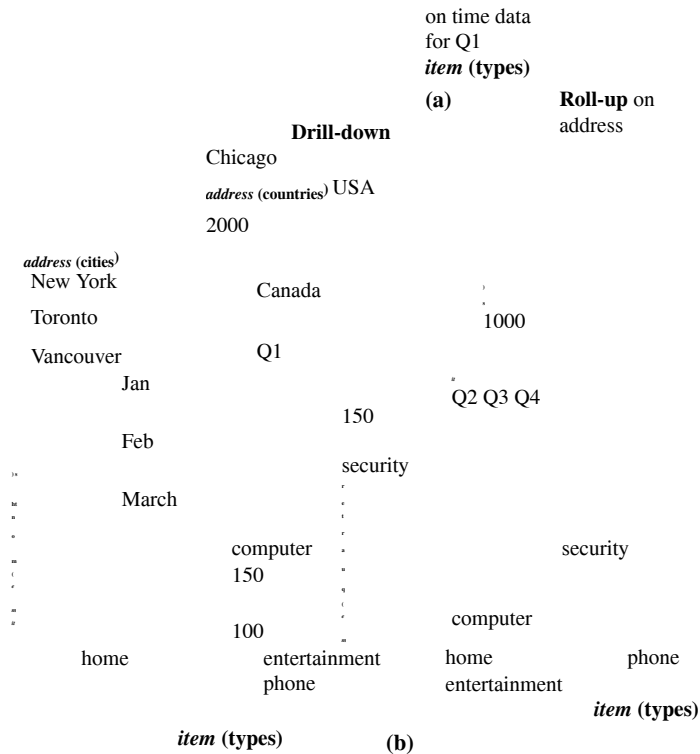 on time data
for Q1
item (types)
(a)
Roll-up on
address
Drill-down
Chicago
address (countries) USA
2000
address (cities)
New York
Canada
Toronto
1000
Vancouver
Q1
Jan
Q2 Q3 Q4
150
Feb
security
March
computer
security
150
computer
100
home
entertainment
phone
home
entertainment
phone
item (types)
item (types)
(b)